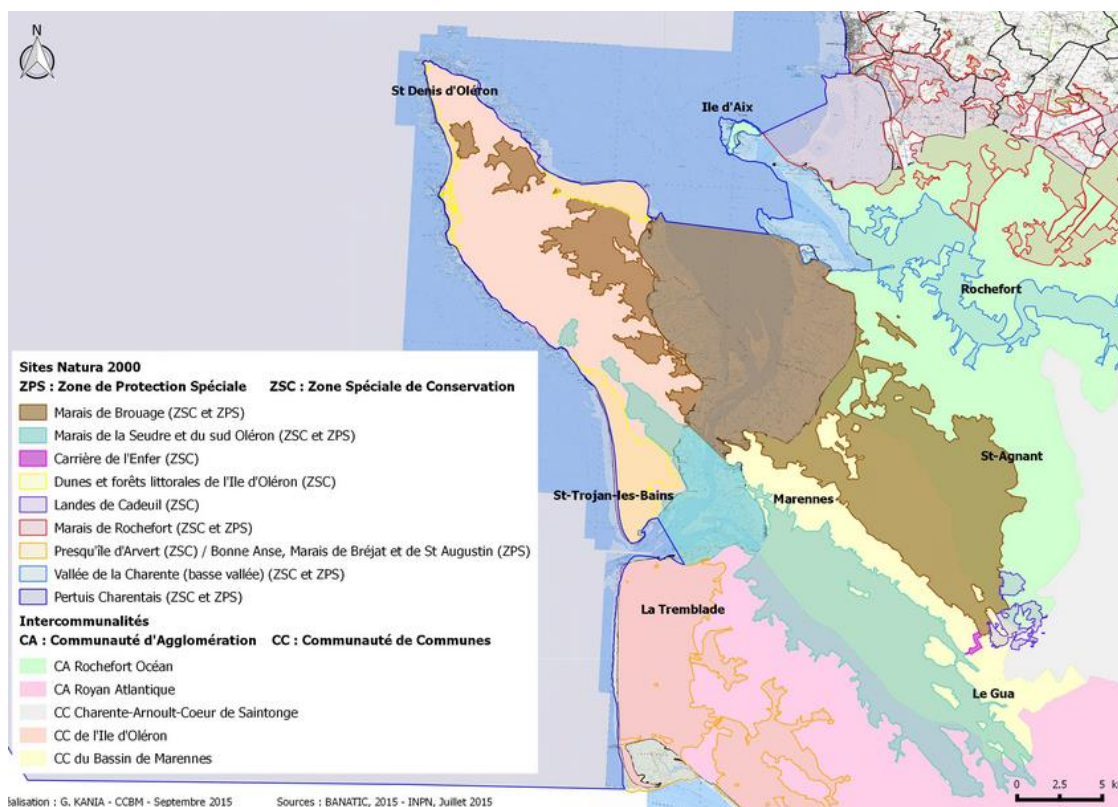 N
St Denis d'Oléron
Ile d'Aix
Rochefort
St-Agnant
Marennes
St-Trojan-les-Bains
La Tremblade
Le Gua
Sites Natura 2000
ZPS : Zone de Protection Spéciale ZSC : Zone Spéciale de Conservation
Marais de Brouage (ZSC et ZPS)
Marais de la Seudre et du sud Oléron (ZSC et ZPS)
Carrière de l'Enfer (ZSC)
Dunes et forêts littorales de l'Ile d'Oléron (ZSC)
Landes de Cadeuil (ZSC)
Marais de Rochefort (ZSC et ZPS)
Presqu'île d'Arvert (ZSC) / Bonne Anse, Marais de Bréjat et de St Augustin (ZPS)
Vallée de la Charente (basse vallée) (ZSC et ZPS)
Pertuis Charentais (ZSC et ZPS)
Intercommunalités
CA : Communauté d'Agglomération CC : Communauté de Communes
CA Rochefort Océan
CA Royan Atlantique
CC Charente-Arnoult-Coeur de Saintonge
CC de l'Ile d'Oléron
CC du Bassin de Marennes
0 2.5 5 k
alisation : G. KANIA - CCBM - Septembre 2015 Sources : BANATIC, 2015 - INPN, Juillet 2015